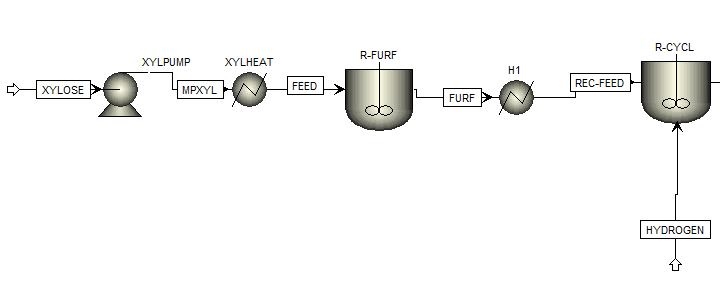 XYLOSE
XYLPUMP
MPXYL
XYLHEAT
FEED
R-FURF
FURF
H1
REC-FEED
R-CYCL
HYDROGEN